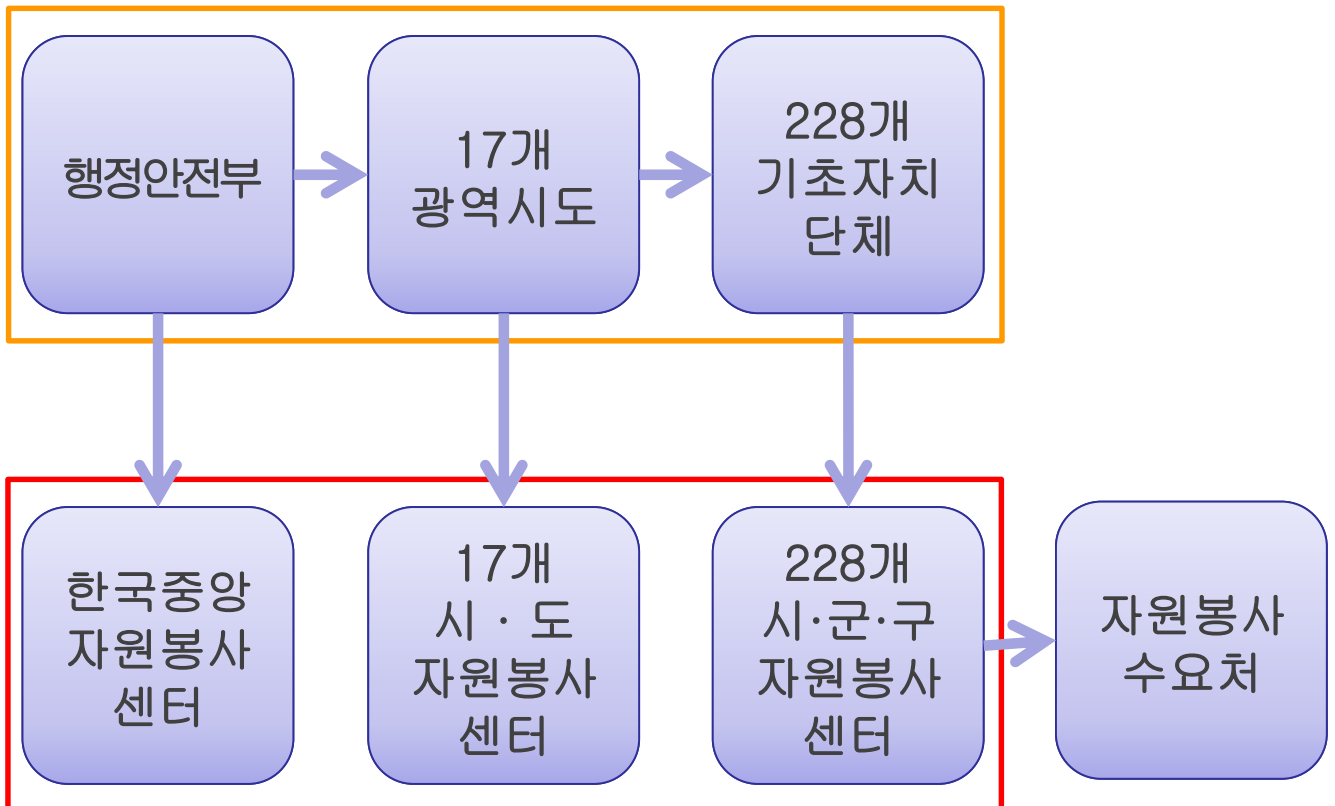 행정안전부
17개
광역시도
228개
기초자치
단체
한국중앙
자원봉사
센터
17개
시 · 도
자원봉사
센터
228개
시·군·구
자원봉사
센터
자원봉사
수요처